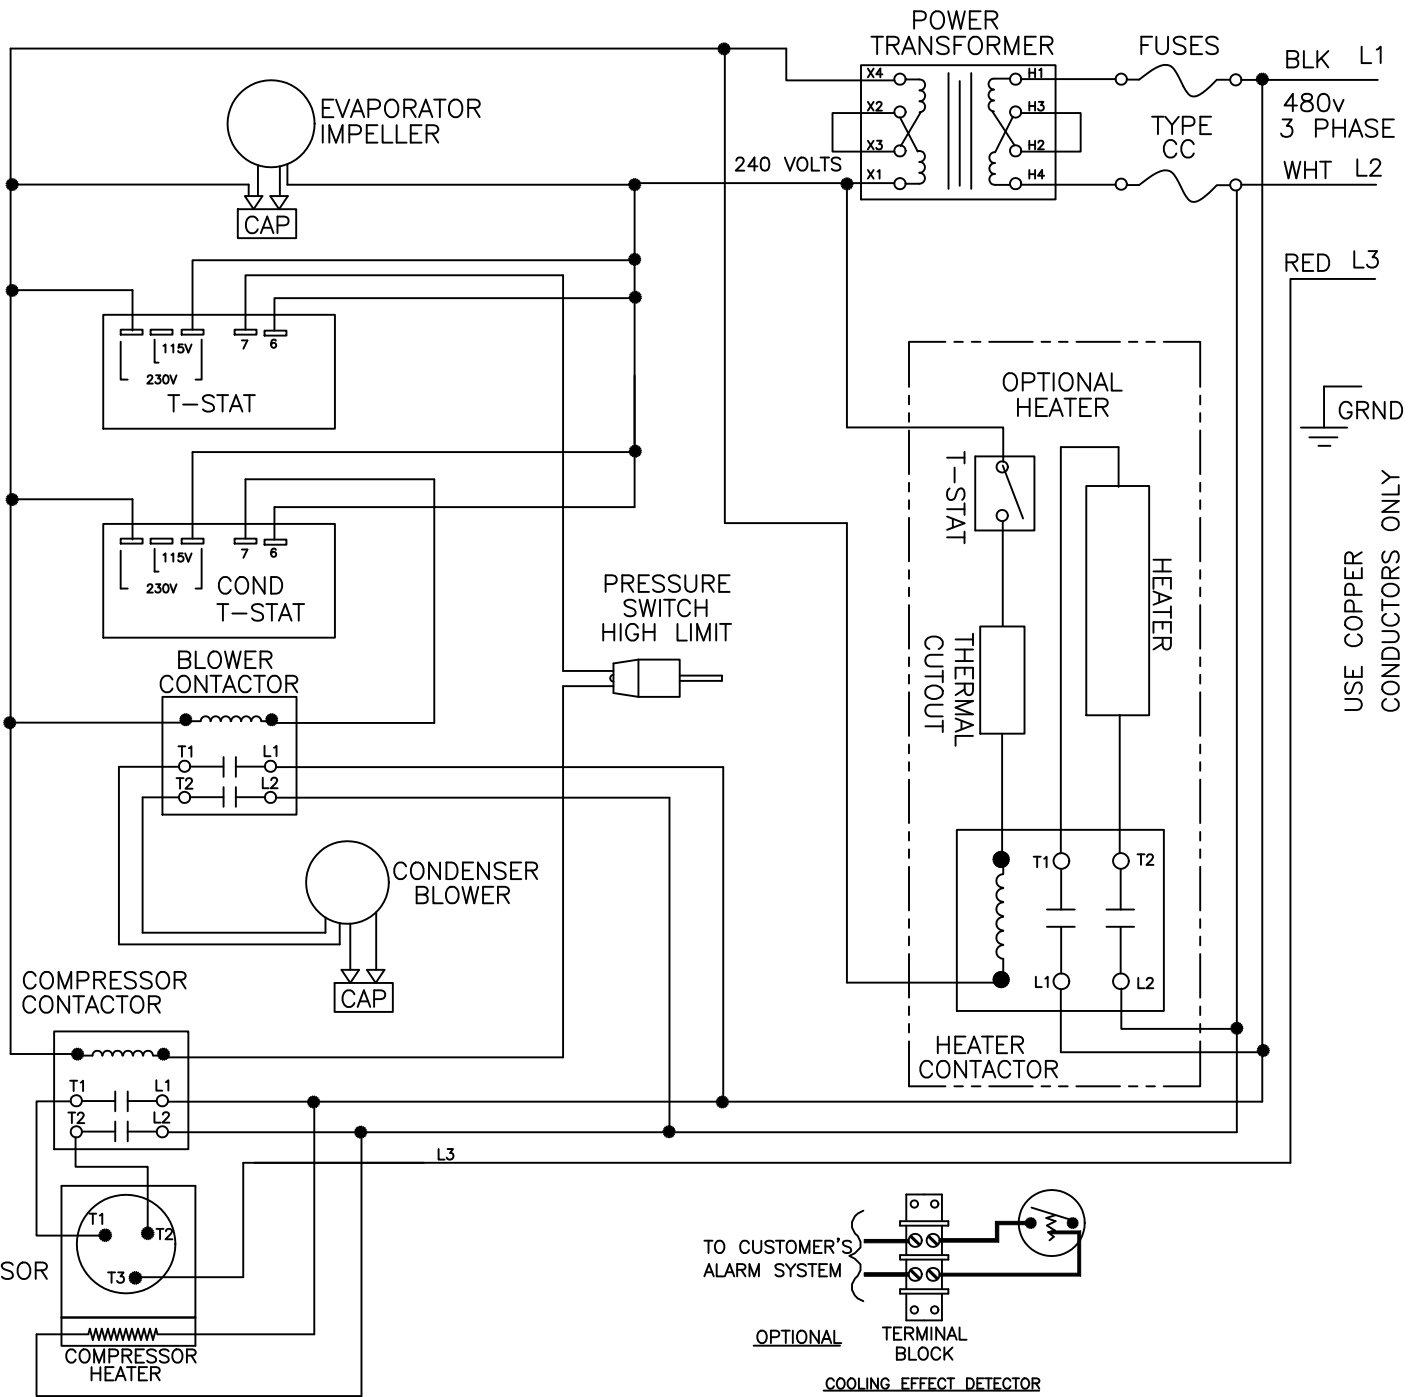 POWER
TRANSFORMER
FUSES
BLK L1
480v
3 PHASE
TYPE
CC
WHT L2
RED L3
X4
X2
X3
X1
H1
H3
H2
H4
240 VOLTS
EVAPORATOR
IMPELLER
CAP
115V
230V
7 6
T-STAT
115V
230V
7 6
COND
T-STAT
PRESSURE
SWITCH
HIGH LIMIT
BLOWER
CONTACTOR
T1 L1
T2 L2
CONDENSER
BLOWER
CAP
COMPRESSOR
CONTACTOR
T1 L1
T2 L2
L3
T1
T2
T3
SOR
COMPRESSOR
HEATER
OPTIONAL
HEATER
T-STAT
THERMAL
CUTOUT
HEATER
T1 T2
L1 L2
HEATER
CONTACTOR
GRND
USE COPPER
CONDUCTORS ONLY
TO CUSTOMER'S
ALARM SYSTEM
OPTIONAL
TERMINAL
BLOCK
COOLING EFFECT DETECTOR